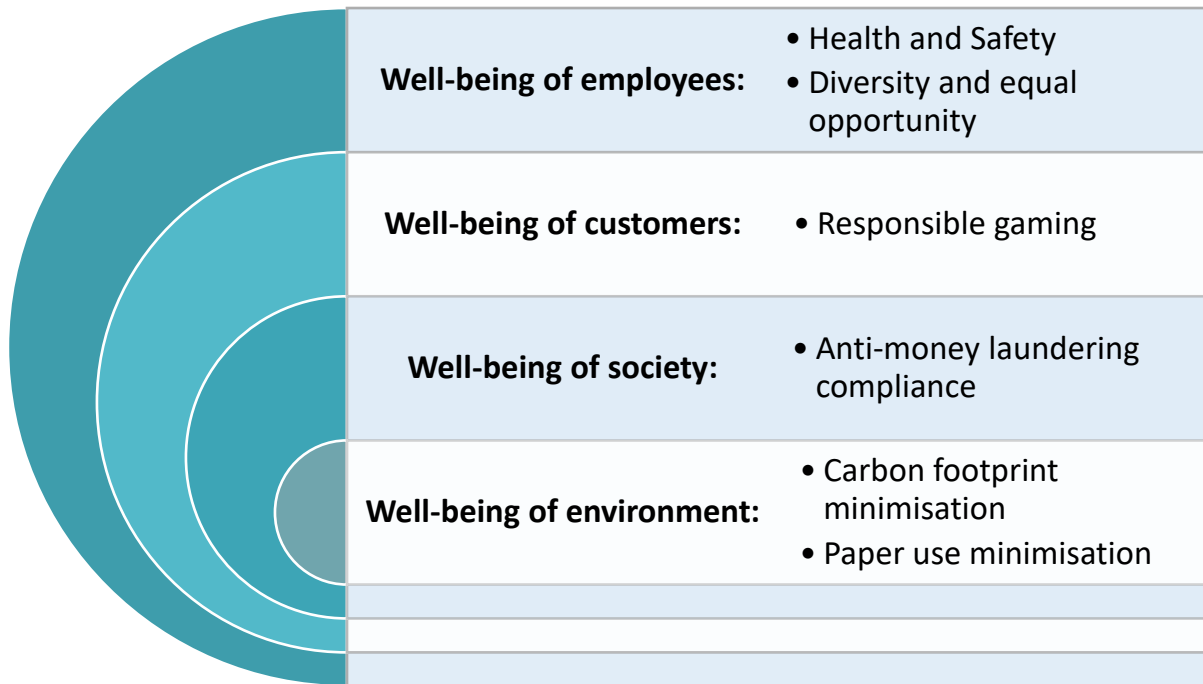 Well-being of employees:
• Health and Safety
• Diversity and equal
opportunity
Well-being of customers:
• Responsible gaming
Well-being of society:
• Anti-money laundering
compliance
Well-being of environment:
• Carbon footprint
minimisation
• Paper use minimisation